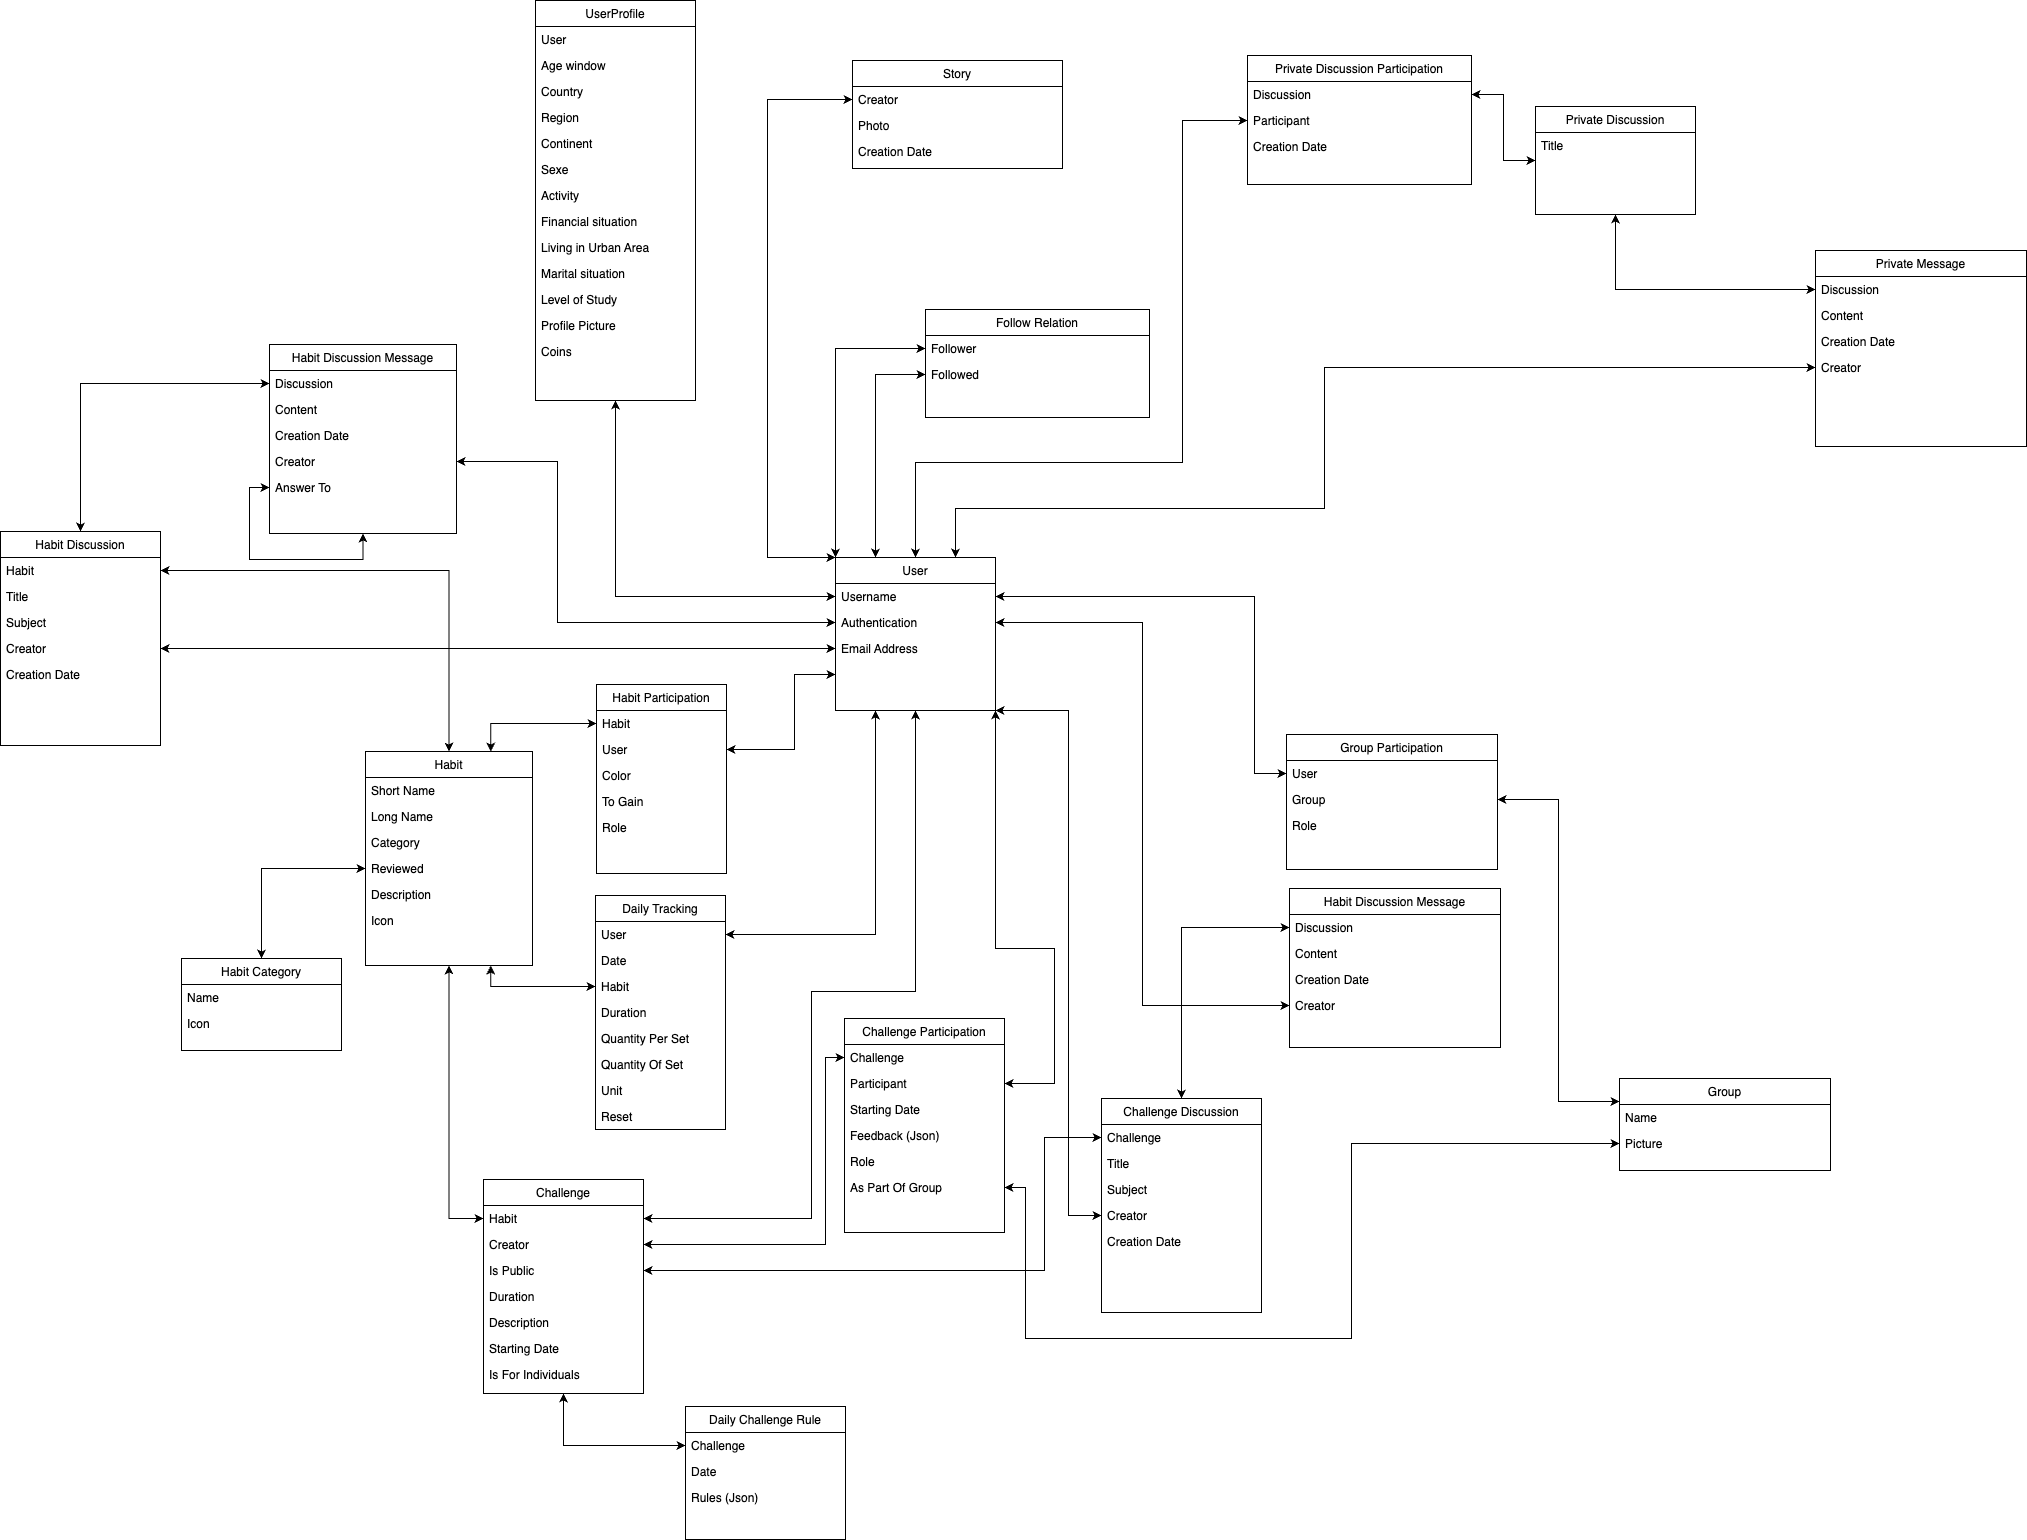 UserProfile
User
Age window
Country
Region
Continent
Sexe
Activity
Financial situation
Living in Urban Area
Marital situation
Level of Study
Profile Picture
Coins
Story
Creator
Photo
Creation Date
Private Discussion Participation
Discussion
Participant
Creation Date
Private Discussion
Title
Private Message
Discussion
Content
Creation Date
Creator
Follow Relation
Follower
Followed
Habit Discussion Message
Discussion
Content
Creation Date
Creator
Answer To
Habit Discussion
Habit
Title
Subject
Creator
Creation Date
User
Username
Authentication
Email Address
Habit Participation
Habit
User
Color
To Gain
Role
Habit
Short Name
Long Name
Category
Reviewed
Description
Icon
Group Participation
User
Group
Role
Habit Discussion Message
Discussion
Content
Creation Date
Creator
Daily Tracking
User
Date
Habit
Duration
Quantity Per Set
Quantity Of Set
Unit
Reset
Habit Category
Name
Icon
Challenge Participation
Challenge
Participant
Starting Date
Feedback (Json)
Role
As Part Of Group
Challenge Discussion
Challenge
Title
Subject
Creator
Creation Date
Group
Name
Picture
Challenge
Habit
Creator
Is Public
Duration
Description
Starting Date
Is For Individuals
Daily Challenge Rule
Challenge
Date
Rules (Json)